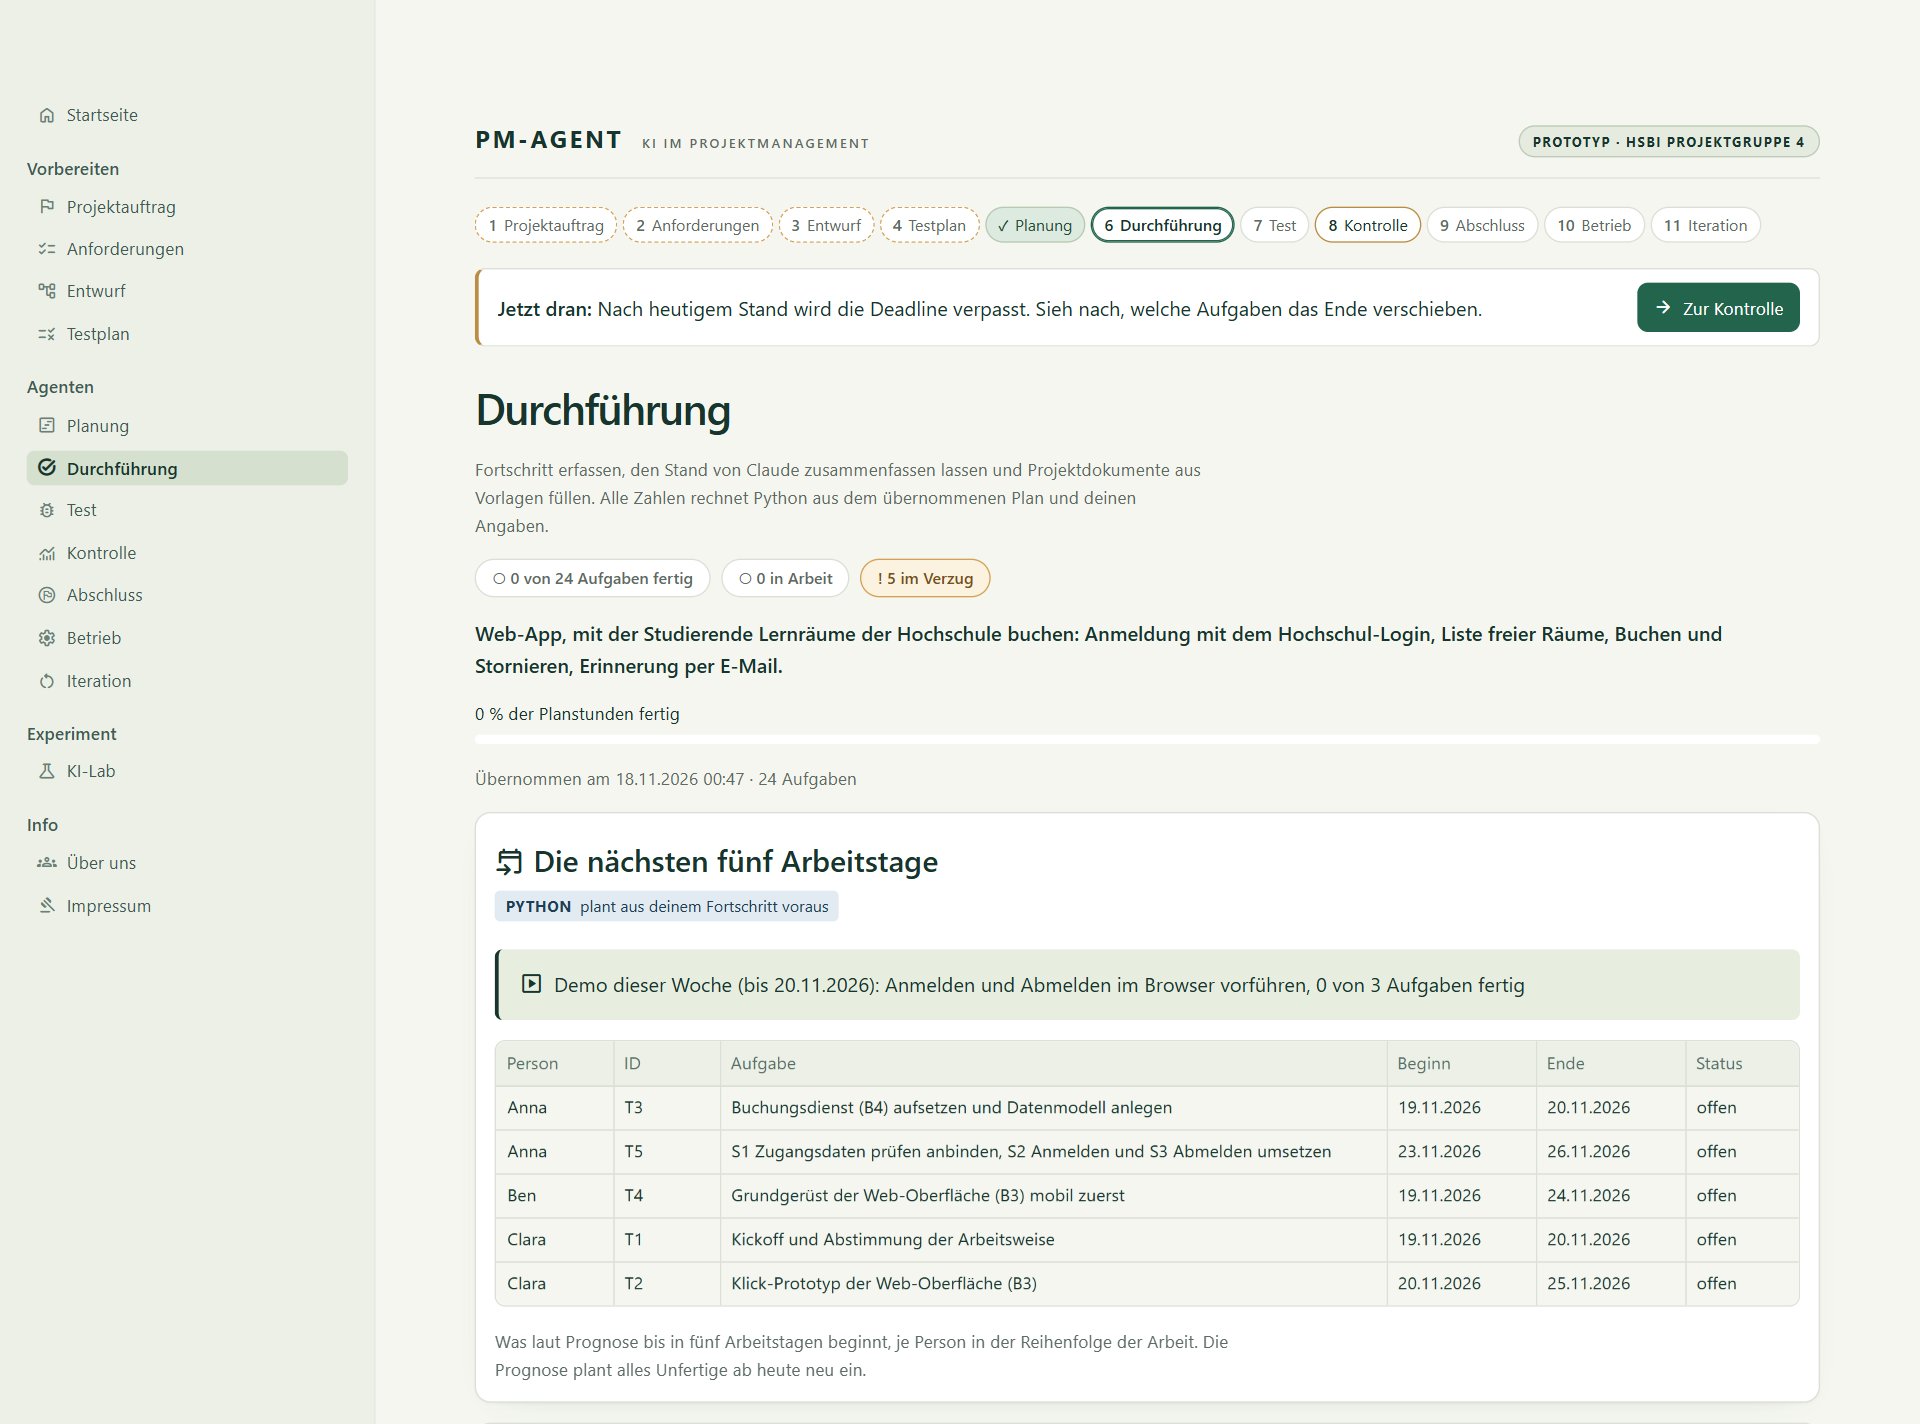 Startseite
Vorbereiten
Projektauftrag
Anforderungen
Entwurf
Testplan
Agenten
Planung
Durchführung
Test
Kontrolle
Abschluss
Betrieb
Iteration
Experiment
KI-Lab
Info
Über uns
Impressum
PM-AGENT KI IM PROJEKTMANAGEMENT
PROTOTYP · HSBI PROJEKTGRUPPE 4
1 Projektauftrag 2 Anforderungen 3 Entwurf 4 Testplan ✓ Planung 6 Durchführung 7 Test 8 Kontrolle 9 Abschluss 10 Betrieb 11 Iteration
Jetzt dran: Nach heutigem Stand wird die Deadline verpasst. Sieh nach, welche Aufgaben das Ende verschieben.
→ Zur Kontrolle
Durchführung
Fortschritt erfassen, den Stand von Claude zusammenfassen lassen und Projektdokumente aus
Vorlagen füllen. Alle Zahlen rechnet Python aus dem übernommenen Plan und deinen
Angaben.
○ 0 von 24 Aufgaben fertig ○ 0 in Arbeit ! 5 im Verzug
Web-App, mit der Studierende Lernräume der Hochschule buchen: Anmeldung mit dem Hochschul-Login, Liste freier Räume, Buchen und
Stornieren, Erinnerung per E-Mail.
0 % der Planstunden fertig
Übernommen am 18.11.2026 00:47 · 24 Aufgaben
Die nächsten fünf Arbeitstage
PYTHON plant aus deinem Fortschritt voraus
Demo dieser Woche (bis 20.11.2026): Anmelden und Abmelden im Browser vorführen, 0 von 3 Aufgaben fertig
Person ID Aufgabe Beginn Ende Status
Anna T3 Buchungsdienst (B4) aufsetzen und Datenmodell anlegen 19.11.2026 20.11.2026 offen
Anna T5 S1 Zugangsdaten prüfen anbinden, S2 Anmelden und S3 Abmelden umsetzen 23.11.2026 26.11.2026 offen
Ben T4 Grundgerüst der Web-Oberfläche (B3) mobil zuerst 19.11.2026 24.11.2026 offen
Clara T1 Kickoff und Abstimmung der Arbeitsweise 19.11.2026 20.11.2026 offen
Clara T2 Klick-Prototyp der Web-Oberfläche (B3) 20.11.2026 25.11.2026 offen
Was laut Prognose bis in fünf Arbeitstagen beginnt, je Person in der Reihenfolge der Arbeit. Die
Prognose plant alles Unfertige ab heute neu ein.